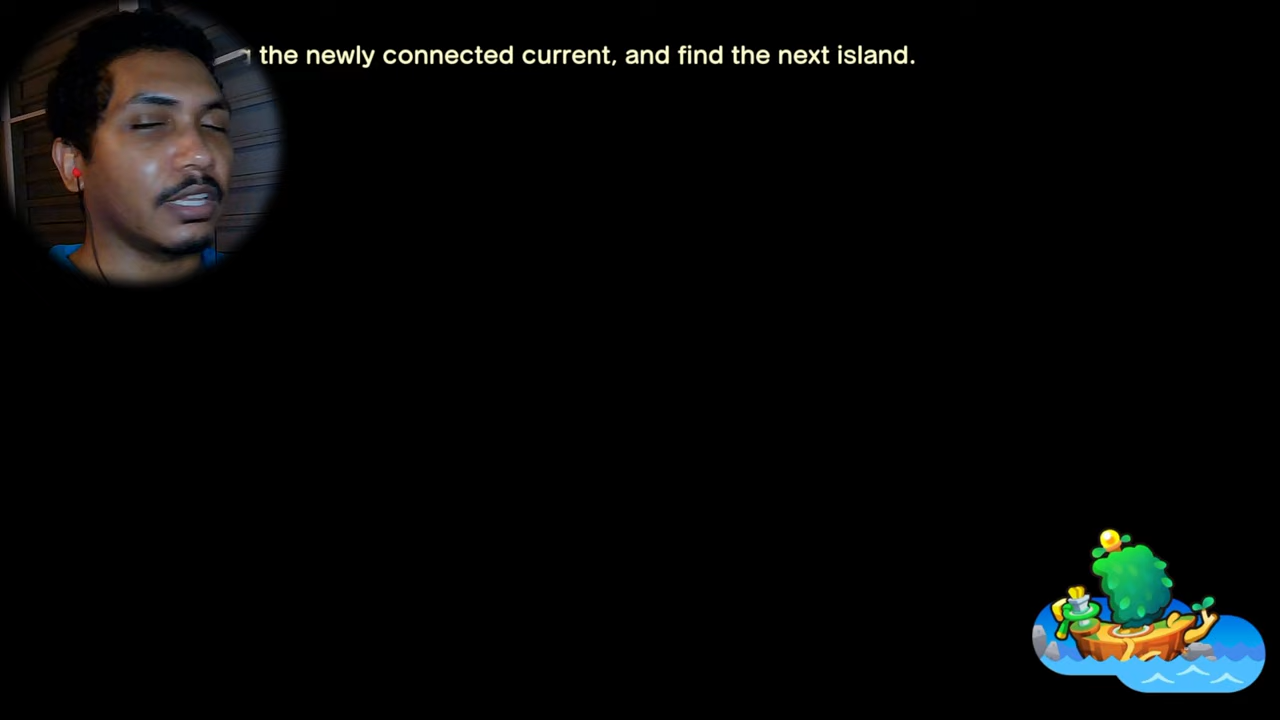 the newly connected current, and find the next island.